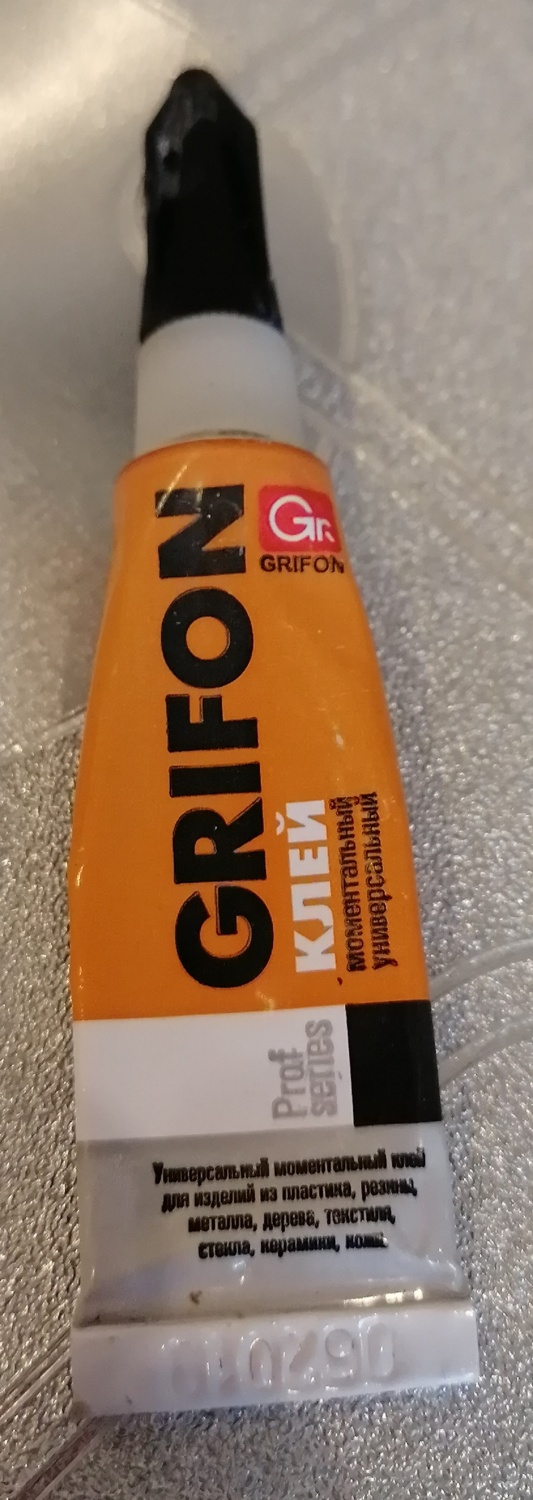 Gr
GRIFON
GRIFON
КЛЕЙ
моментальный
универсальный
Prof
series
Универсальный моментальный клей
для изделий из пластика, резины,
металла, дерева, текстиля,
стекла, керамики, кожи.